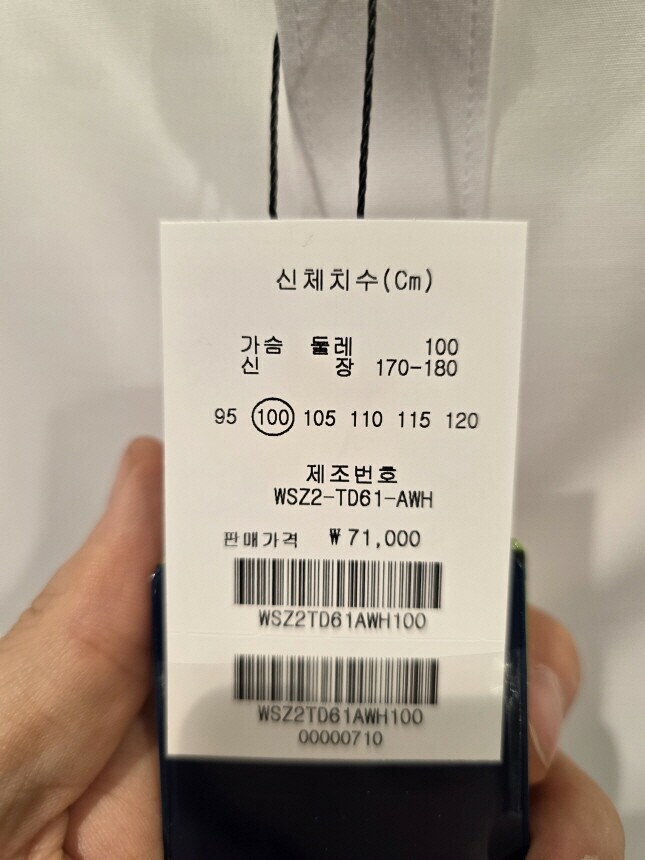 신체치수(Cm)
가슴 둘레 100
신 장 170-180
95 100 105 110 115 120
제조번호
WSZ2-TD61-AWH
판매가격 ₩71,000
WSZ2TD61AWH100
WSZ2TD61AWH100
00000710